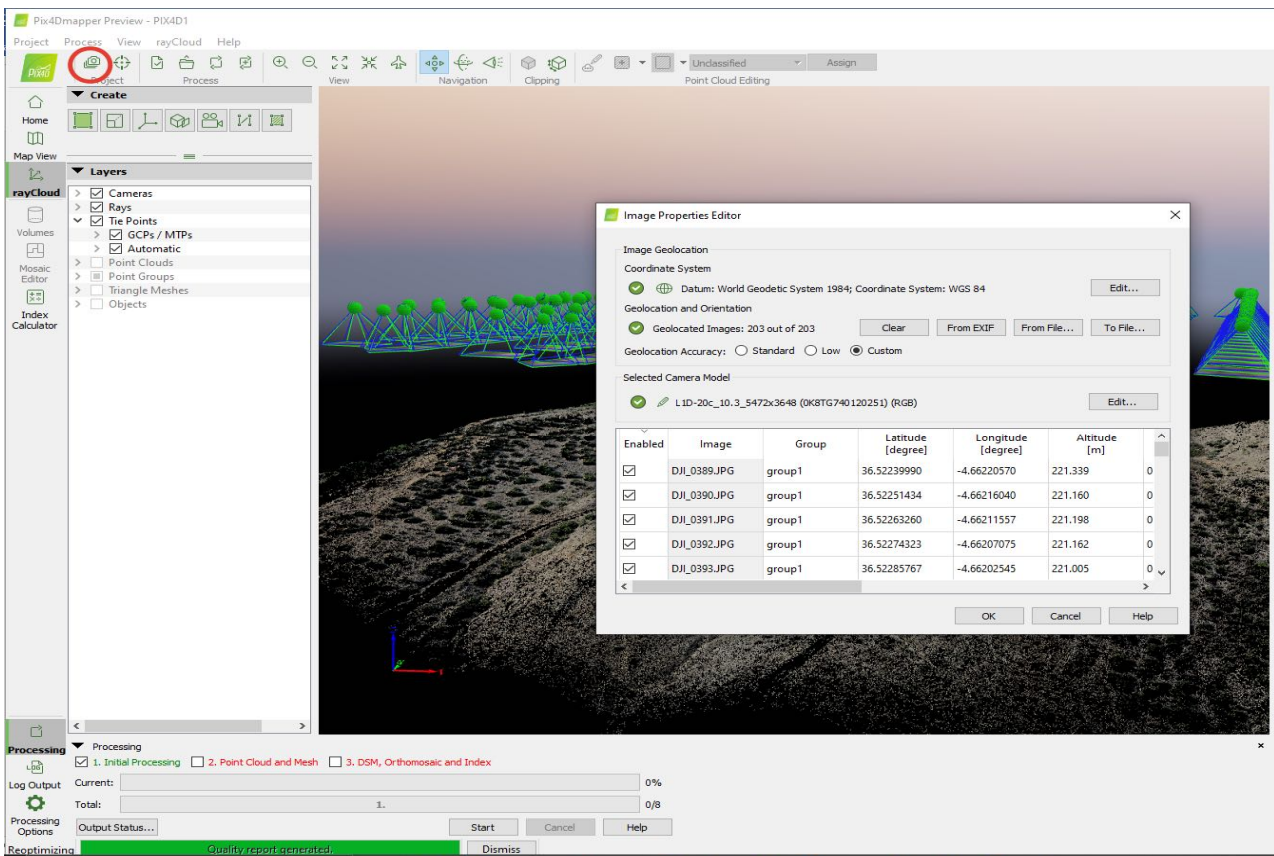 Pix4Dmapper Preview - PIX4D1
Project Process View rayCloud Help
PIX4D
Project Process View Navigation Clipping Point Cloud Editing
Unclassified Assign
Home
Map View
rayCloud
Volumes
Mosaic
Editor
Index
Calculator
Create
Layers
Cameras
Rays
Tie Points
GCPs / MTPs
Automatic
Point Clouds
Point Groups
Triangle Meshes
Objects
Image Properties Editor
Image Geolocation
Coordinate System
Datum: World Geodetic System 1984; Coordinate System: WGS 84 Edit...
Geolocation and Orientation
Geolocated Images: 203 out of 203 Clear From EXIF From File... To File...
Geolocation Accuracy: Standard Low Custom
Selected Camera Model
L1D-20c_10.3_5472x3648 (0K8TG740120251) (RGB) Edit...
Enabled Image Group Latitude [degree] Longitude [degree] Altitude [m]
DJI_0389.JPG group1 36.52239990 -4.66220570 221.339 0
DJI_0390.JPG group1 36.52251434 -4.66216040 221.160 0
DJI_0391.JPG group1 36.52263260 -4.66211557 221.198 0
DJI_0392.JPG group1 36.52274323 -4.66207075 221.162 0
DJI_0393.JPG group1 36.52285767 -4.66202545 221.005 0
OK Cancel Help
Processing
Log Output
Processing
Options
Processing
1. Initial Processing 2. Point Cloud and Mesh 3. DSM, Orthomosaic and Index
Current: 0%
Total: 1. 0/8
Output Status... Start Cancel Help
Reoptimizing Quality report generated. Dismiss